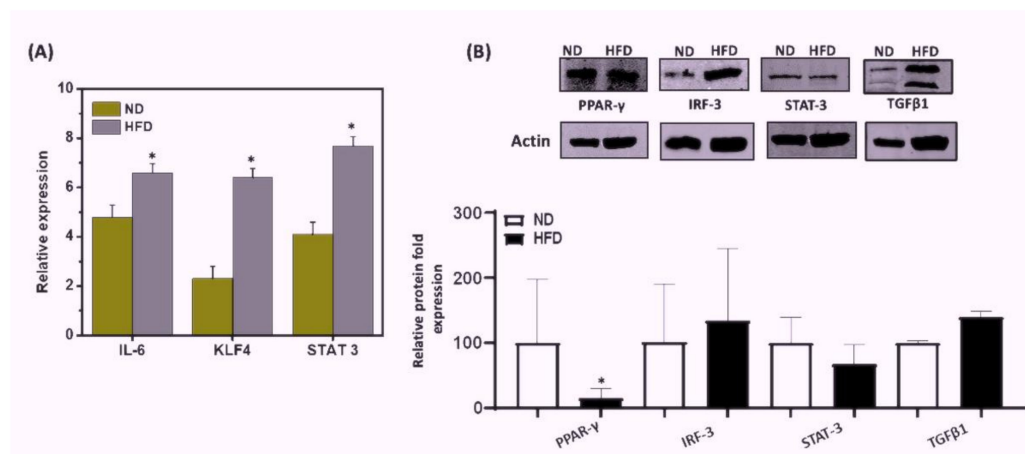 (A)
10
8
6
4
2
0
Relative expression
ND
HFD
*
*
*
IL-6 KLF4 STAT 3
(B)
ND HFD ND HFD ND HFD ND HFD
PPAR-γ IRF-3 STAT-3 TGFβ1
Actin
300
200
100
0
Relative protein fold
expression
ND
HFD
*
PPAR-γ IRF-3 STAT-3 TGFβ1